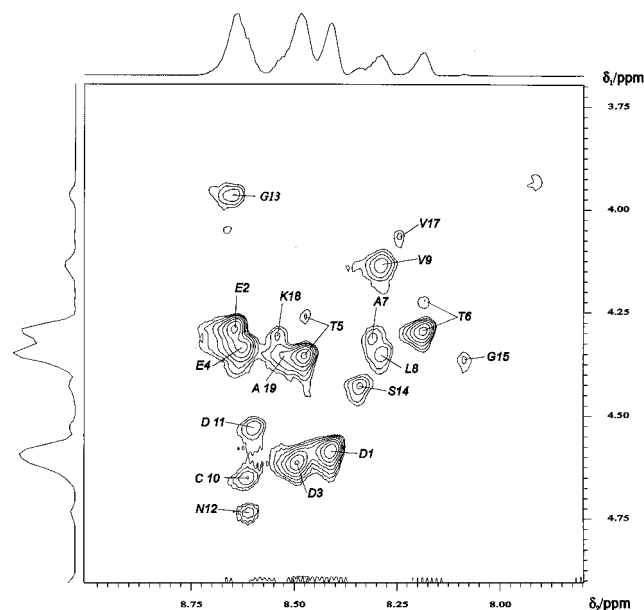 δ₁/ppm
3.75
G13
4.00
V17
V9
E2
K18
A7
T5
T6
4.25
E4
A 19
L8
G15
S14
D 11
4.50
D1
C 10
D3
N12
4.75
8.75
8.50
8.25
8.00
δ₂/ppm